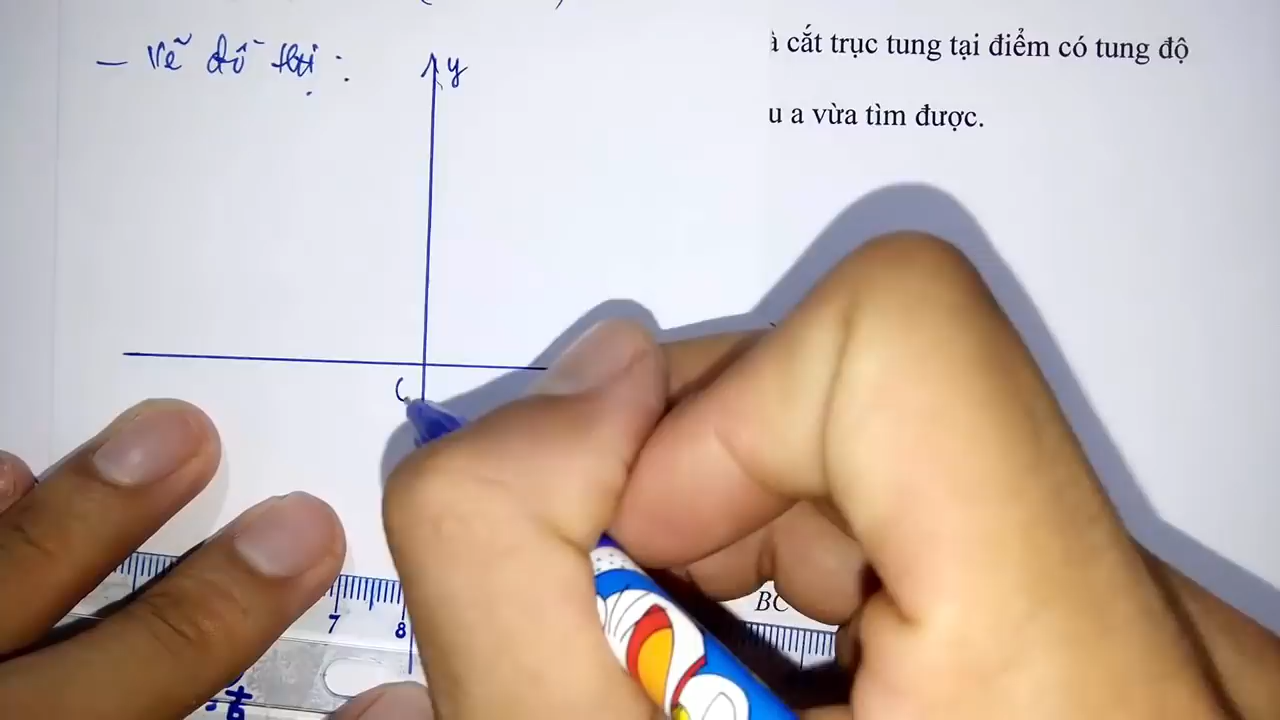 à cắt trục tung tại điểm có tung độ
– Vẽ đồ thị :
y
u a vừa tìm được.
BC
7 8